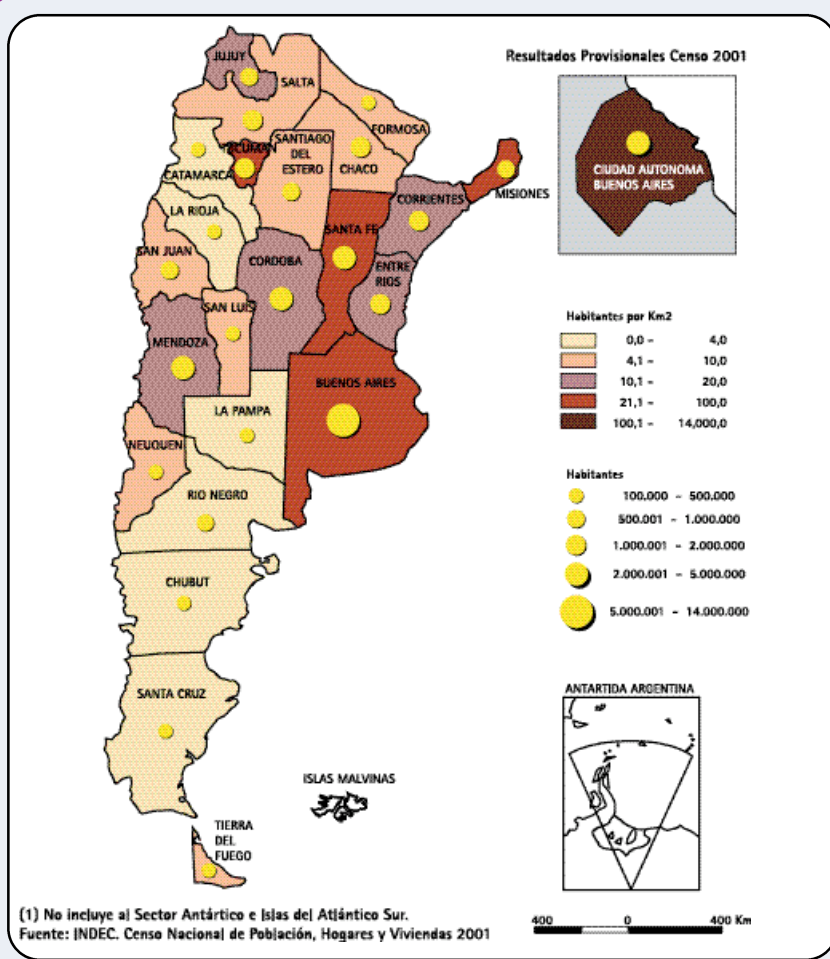 Resultados Provisionales Censo 2001
JUJUY
SALTA
FORMOSA
TUCUMAN
SANTIAGO
DEL
ESTERO
CHACO
CATAMARCA
MISIONES
CIUDAD AUTONOMA
BUENOS AIRES
CORRIENTES
LA RIOJA
SANTA FE
SAN JUAN
CORDOBA
ENTRE
RIOS
SAN LUIS
MENDOZA
BUENOS AIRES
LA PAMPA
NEUQUEN
RIO NEGRO
CHUBUT
SANTA CRUZ
ISLAS MALVINAS
TIERRA
DEL
FUEGO
Habitantes por Km2
0,0 - 4,0
4,1 - 10,0
10,1 - 20,0
21,1 - 100,0
100,1 - 14,000,0
Habitantes
100,000 - 500.000
500.001 - 1.000.000
1.000.001 - 2.000.000
2.000.001 - 5.000.000
5.000.001 - 14.000.000
ANTARTIDA ARGENTINA
(1) No incluye al Sector Antártico e Islas del Atlántico Sur.
Fuente: INDEC. Censo Nacional de Población, Hogares y Viviendas 2001
400 0 400 Km